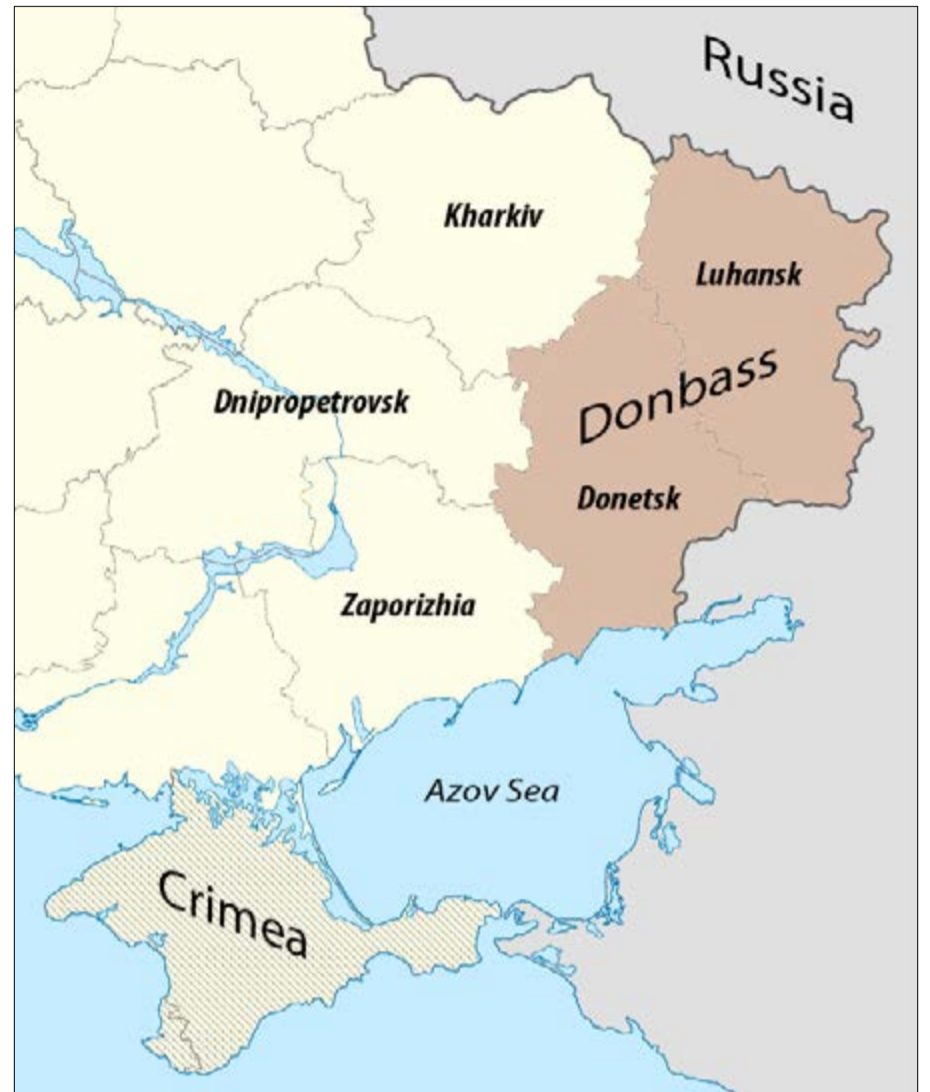 Russia
Kharkiv
Luhansk
Donbass
Dnipropetrovsk
Donetsk
Zaporizhia
Azov Sea
Crimea